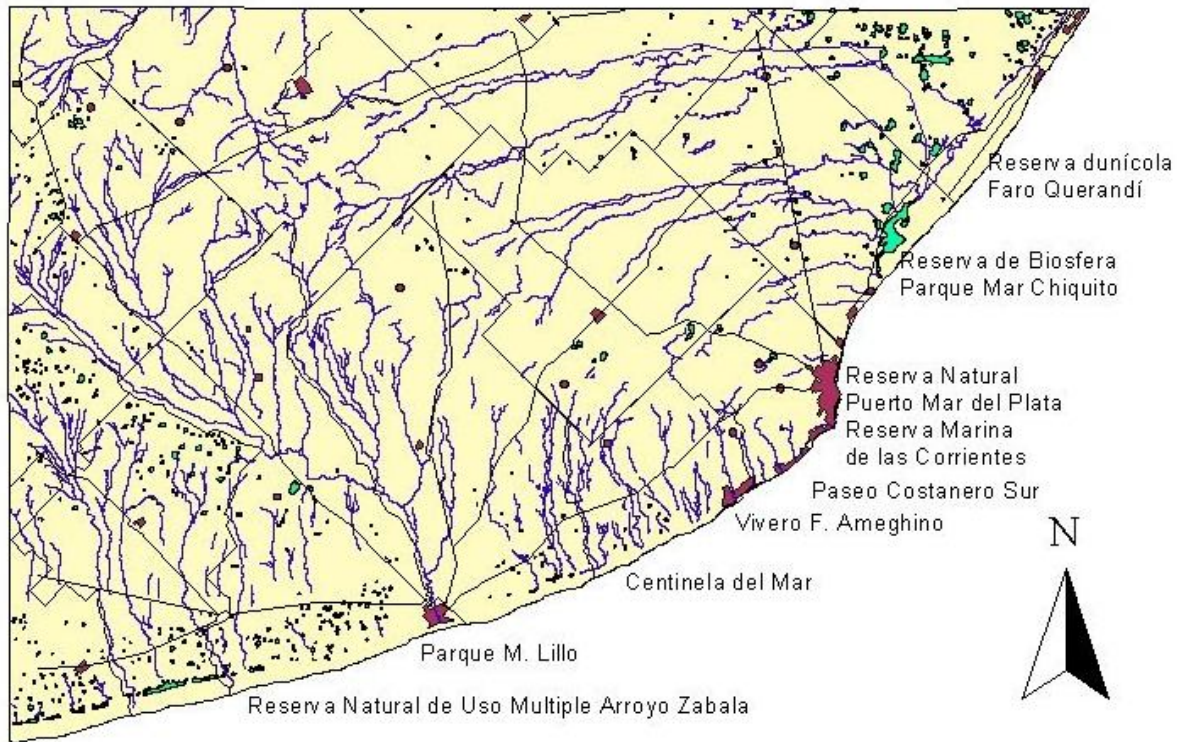 Reserva dunícola
Faro Querandí
Reserva de Biosfera
Parque Mar Chiquito
Reserva Natural
Puerto Mar del Plata
Reserva Marina
de las Corrientes
Paseo Costanero Sur
Vivero F. Ameghino
N
Centinela del Mar
Parque M. Lillo
Reserva Natural de Uso Multiple Arroyo Zabala